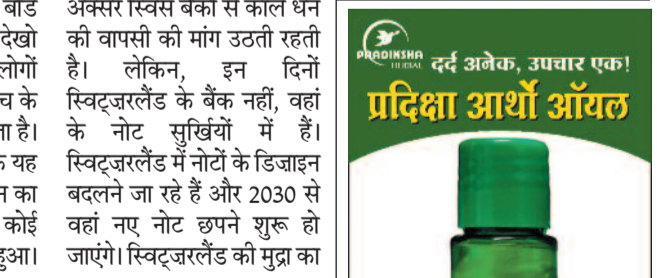 बोर्ड
देखो
लोगों
च के
ता है।
यह
न का
कोई
हुआ।
अक्सर स्विस बैंकों से काले धन
की वापसी की मांग उठती रहती
है। लेकिन, इन दिनों
स्विट्ज़रलैंड के बैंक नहीं, वहां
के नोट सुर्खियों में हैं।
स्विट्ज़रलैंड में नोटों के डिजाइन
बदलने जा रहे हैं और 2030 से
वहां नए नोट छपने शुरू हो
जाएंगे। स्विट्ज़रलैंड की मुद्रा का
PRADIKSHA
HERBAL
दर्द अनेक, उपचार एक!
प्रदिक्षा आर्थो ऑयल